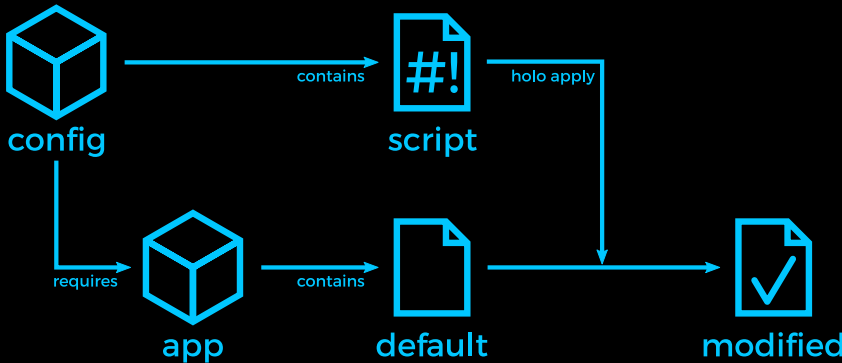 contains
#!
holo apply
config
script
requires
contains
app
default
modified